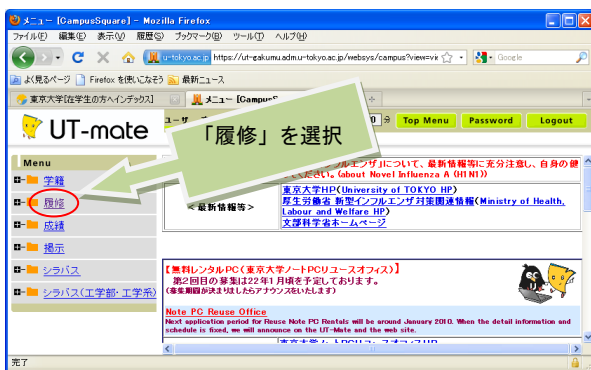 メニュー [CampusSquare] - Mozilla Firefox
ファイル(F) 編集(E) 表示(V) 履歴(S) ブックマーク(B) ツール(T) ヘルプ(H)
u-tokyo.ac.jp https://ut-gakumu.adm.u-tokyo.ac.jp/websys/campus?view=vie Google
よく見るページ Firefox を使いこなそう 最新ニュース
東京大学[在学生の方へインデックス] メニュー [CampusS
UT-mate
Top Menu Password Logout
「履修」を選択
Menu
学籍
履修
成績
掲示
シラバス
シラバス(工学部・工学系)
フルエンザ」について、最新情報等に充分注意し、自身の健
ください。(about Novel Influenza A (H1N1))
<最新情報等>
東京大学HP(University of TOKYO HP)
厚生労働省 新型インフルエンザ対策関連情報(Ministry of Health,
Labour and Welfare HP)
文部科学省ホームページ
【無料レンタルPC(東京大学ノートPCリユースオフィス)】
第2回目の募集は22年1月頃を予定しております。
(募集期間が決まりましたらアナウンスをいたします)
Note PC Reuse Office
Next application period for Reuse Note PC Rentals will be around January 2010. When the detail information and
schedule is fixed, we will announce on the UT-Mate and the web site.
完了